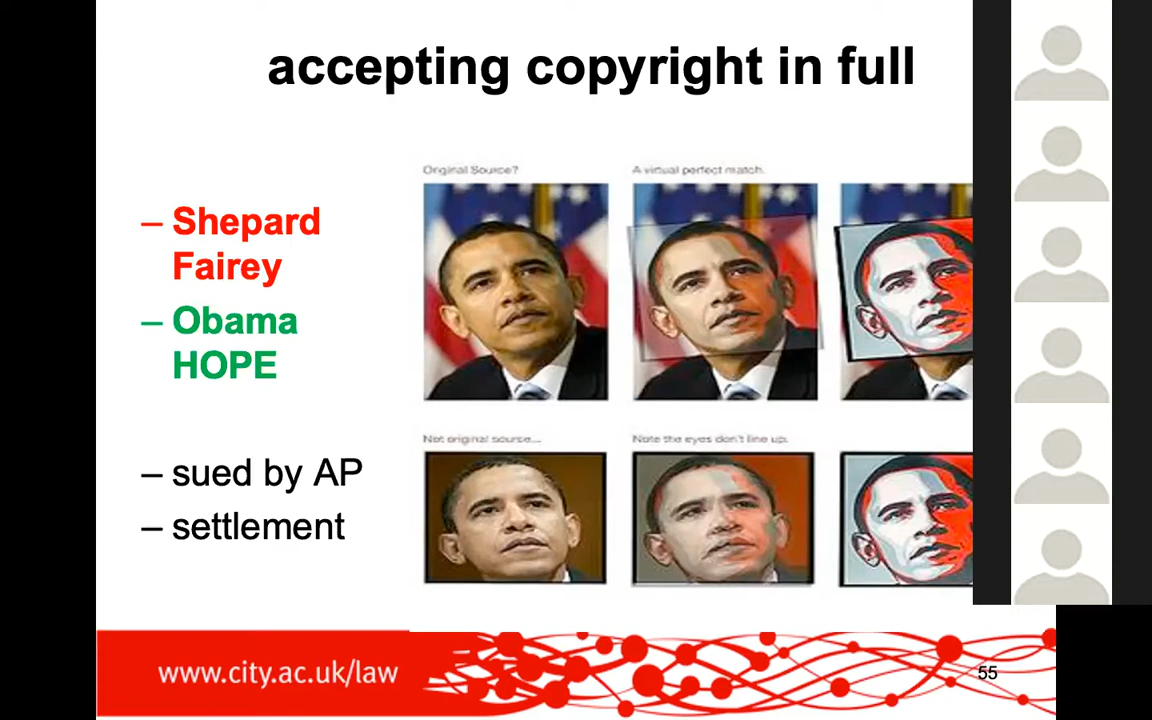 accepting copyright in full
Original Source?
A virtual perfect match.
– Shepard
Fairey
– Obama
HOPE
Not original source...
Note the eyes don't line up.
– sued by AP
– settlement
www.city.ac.uk/law
55